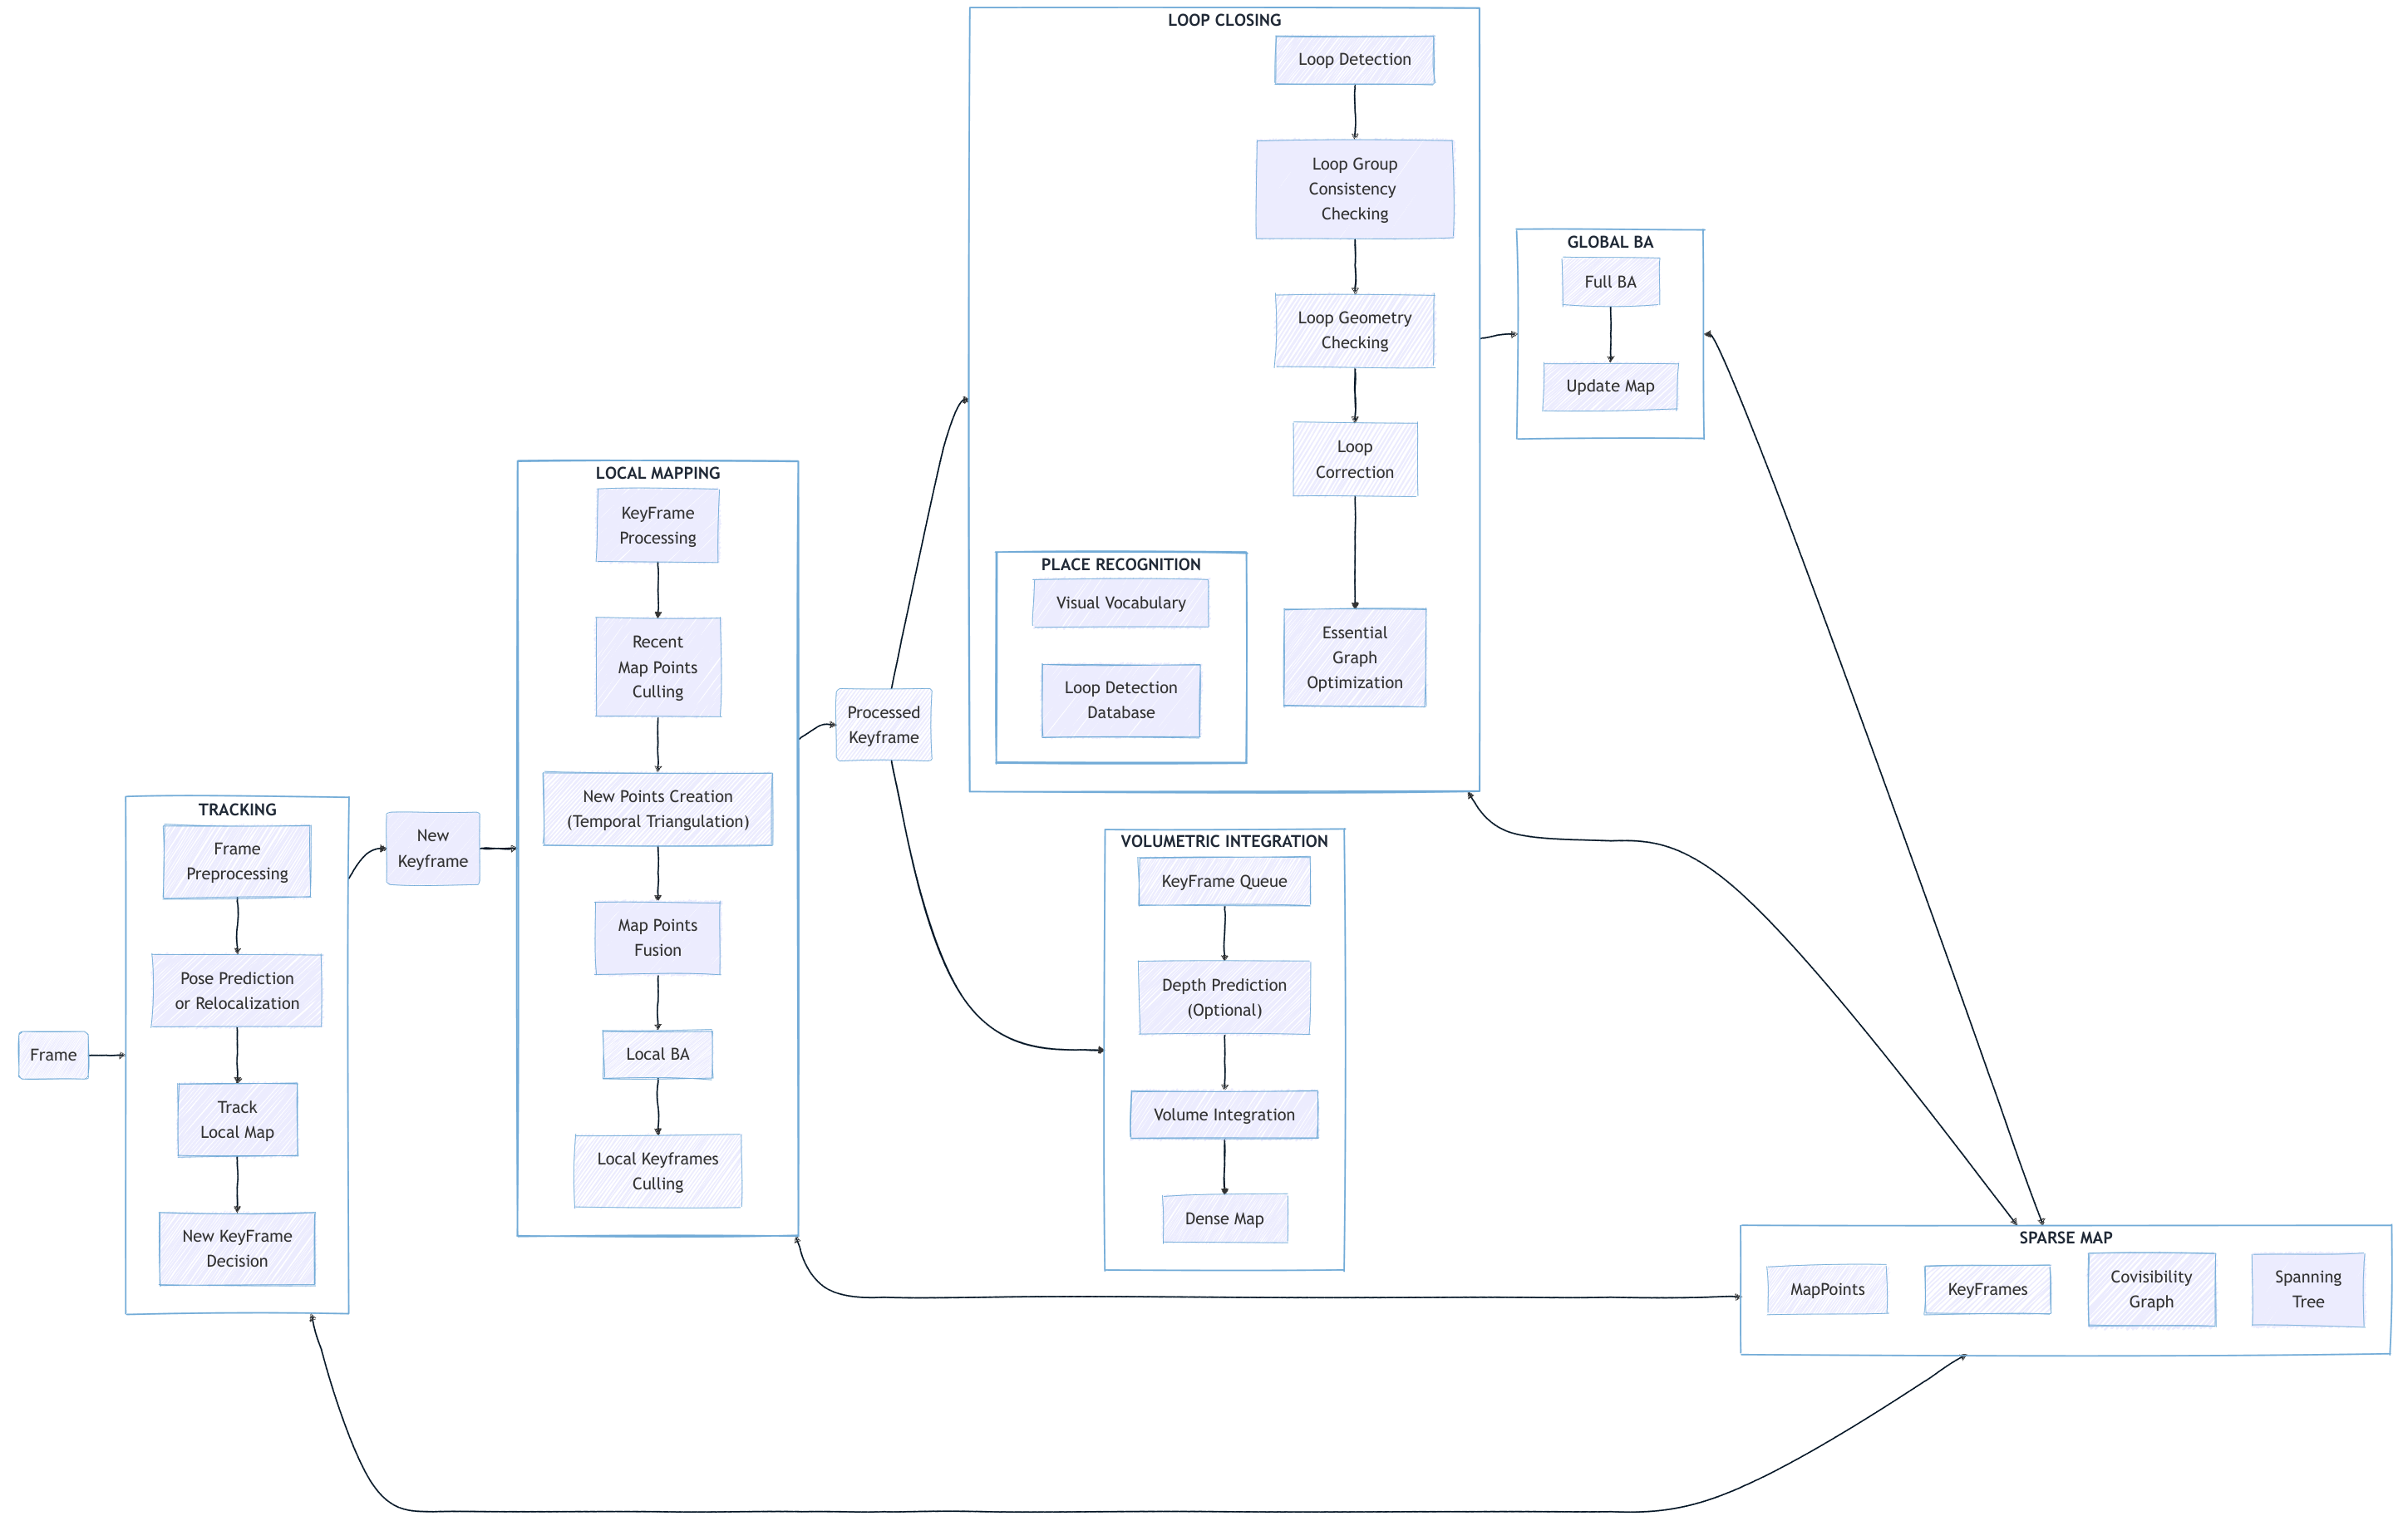 Frame
TRACKING
Frame
Preprocessing
Pose Prediction
or Relocalization
Track
Local Map
New KeyFrame
Decision
New
Keyframe
LOCAL MAPPING
KeyFrame
Processing
Recent
Map Points
Culling
New Points Creation
(Temporal Triangulation)
Map Points
Fusion
Local BA
Local Keyframes
Culling
Processed
Keyframe
LOOP CLOSING
Loop Detection
Loop Group
Consistency
Checking
Loop Geometry
Checking
Loop
Correction
Essential
Graph
Optimization
PLACE RECOGNITION
Visual Vocabulary
Loop Detection
Database
VOLUMETRIC INTEGRATION
KeyFrame Queue
Depth Prediction
(Optional)
Volume Integration
Dense Map
GLOBAL BA
Full BA
Update Map
SPARSE MAP
MapPoints
KeyFrames
Covisibility
Graph
Spanning
Tree